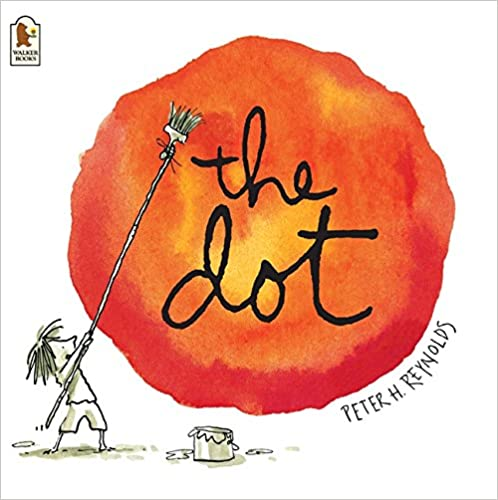 WALKER
BOOKS
the
dot
PETER H. REYNOLDS